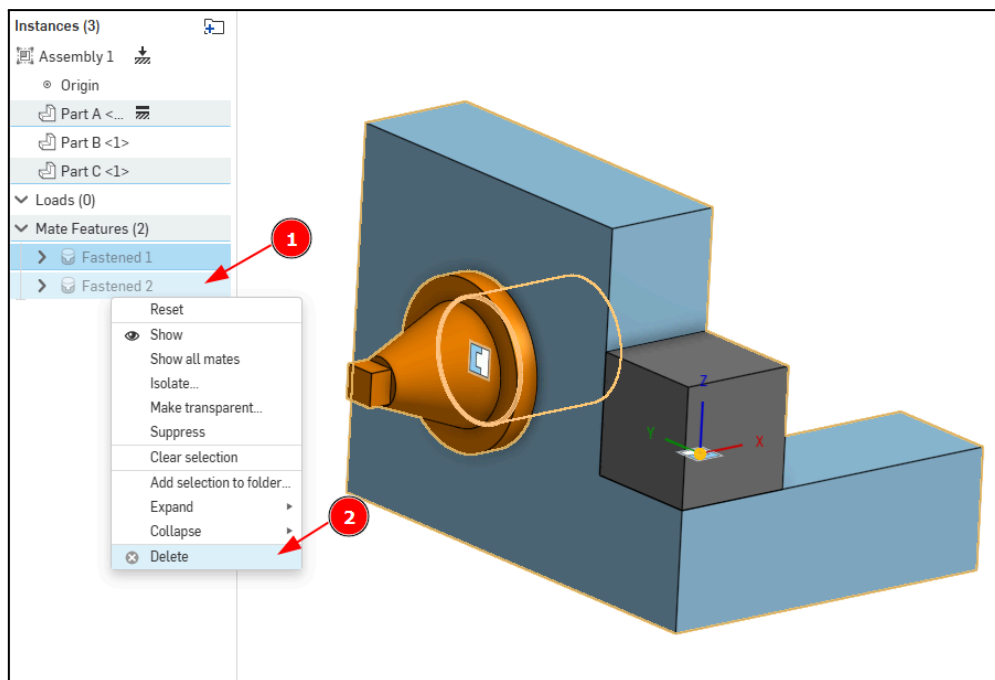 Instances (3)
Assembly 1
Origin
Part A <...
Part B <1>
Part C <1>
Loads (0)
Mate Features (2)
1
Fastened 1
Fastened 2
Reset
Show
Show all mates
Isolate...
Make transparent...
Suppress
Clear selection
Add selection to folder...
Expand
Collapse
2
Delete
Z
Y
X